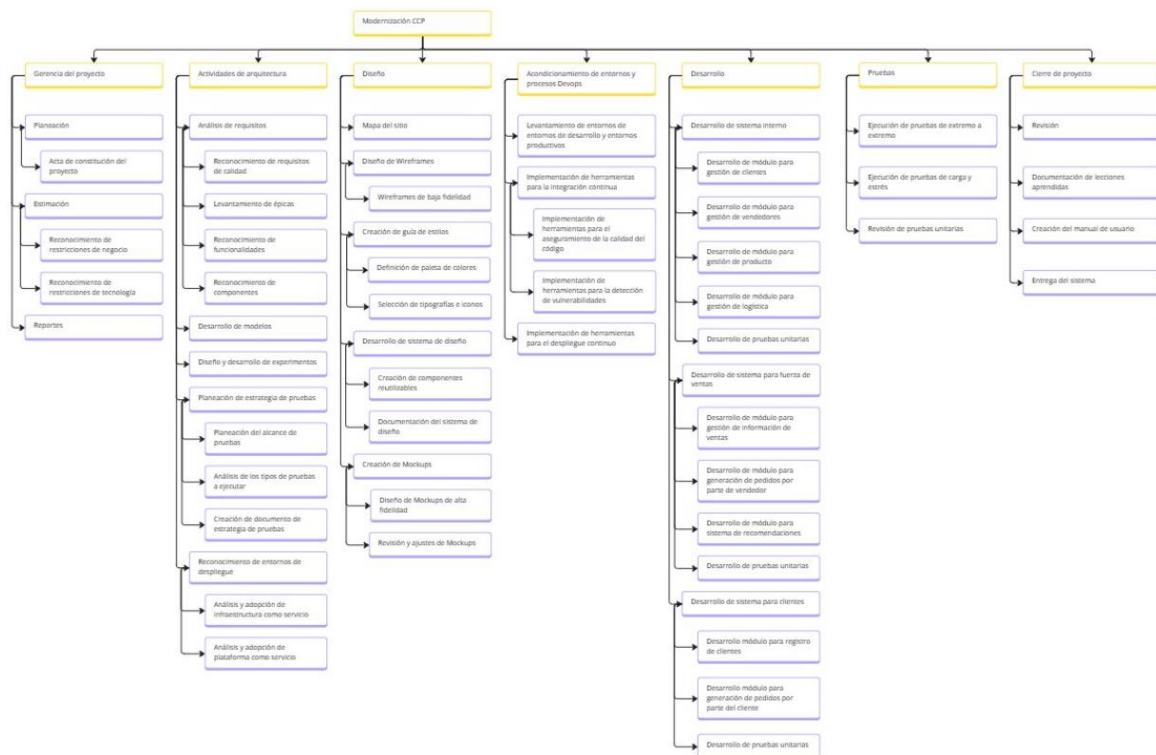 Modernización CCP
Gerencia del proyecto
Planeación
Acta de constitución del
proyecto
Estimación
Reconocimiento de
restricciones de negocio
Reconocimiento de
restricciones de tecnología
Reportes
Actividades de arquitectura
Análisis de requisitos
Reconocimiento de requisitos
de calidad
Levantamiento de épicas
Reconocimiento de
funcionalidades
Reconocimiento de
componentes
Desarrollo de modelos
Diseño y desarrollo de experimentos
Planeación de estrategia de pruebas
Planeación del alcance de
pruebas
Análisis de los tipos de pruebas
a ejecutar
Creación de documento de
estrategia de pruebas
Reconocimiento de entornos de
despliegue
Análisis y adopción de
infraestructura como servicio
Análisis y adopción de
plataforma como servicio
Diseño
Mapa del sitio
Diseño de Wireframes
Wireframes de baja fidelidad
Creación de guía de estilos
Definición de paleta de colores
Selección de tipografías e iconos
Desarrollo de sistema de diseño
Creación de componentes
reutilizables
Documentación del sistema de
diseño
Creación de Mockups
Diseño de Mockups de alta
fidelidad
Revisión y ajustes de Mockups
Acondicionamiento de entornos y
procesos Devops
Levantamiento de entornos de
entornos de desarrollo y entornos
productivos
Implementación de herramientas
para la integración continua
Implementación de
herramientas para el
aseguramiento de la calidad del
código
Implementación de
herramientas para la detección
de vulnerabilidades
Implementación de herramientas
para el despliegue continuo
Desarrollo
Desarrollo de sistema interno
Desarrollo de módulo para
gestión de clientes
Desarrollo de módulo para
gestión de vendedores
Desarrollo de módulo para
gestión de producto
Desarrollo de módulo para
gestión de logística
Desarrollo de pruebas unitarias
Desarrollo de sistema para fuerza de
ventas
Desarrollo de módulo para
gestión de información de
ventas
Desarrollo de módulo para
generación de pedidos por
parte de vendedor
Desarrollo de módulo para
sistema de recomendaciones
Desarrollo de pruebas unitarias
Desarrollo de sistema para clientes
Desarrollo módulo para registro
de clientes
Desarrollo módulo para
generación de pedidos por
parte del cliente
Desarrollo de pruebas unitarias
Pruebas
Ejecución de pruebas de extremo a
extremo
Ejecución de pruebas de carga y
estrés
Revisión de pruebas unitarias
Cierre de proyecto
Revisión
Documentación de lecciones
aprendidas
Creación del manual de usuario
Entrega del sistema